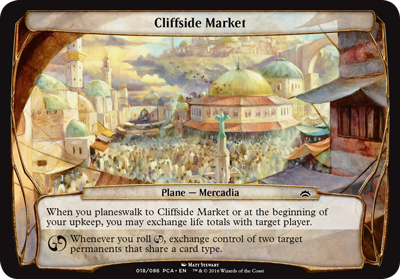 Cliffside Market
Plane — Mercadia
When you planeswalk to Cliffside Market or at the beginning of
your upkeep, you may exchange life totals with target player.
Whenever you roll , exchange control of two target
permanents that share a card type.
Matt Stewart
018/086 PCA • EN ™ & © 2016 Wizards of the Coast